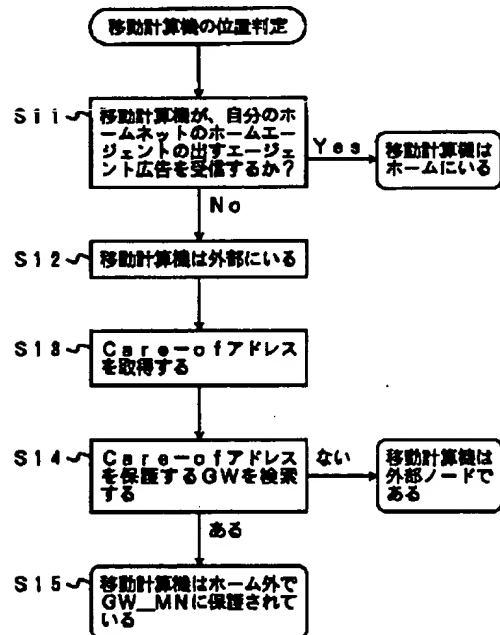 移動計算機の位置判定
S11
移動計算機が、自分のホ
ームネットのホームエー
ジェントの出すエージェ
ント広告を受信するか？
Yes
移動計算機は
ホームにいる
No
S12
移動計算機は外部にいる
S13
Care-ofアドレス
を取得する
S14
Care-ofアドレス
を保護するGWを検索
する
ない
移動計算機は
外部ノードで
ある
ある
S15
移動計算機はホーム外で
GW_MNに保護されて
いる